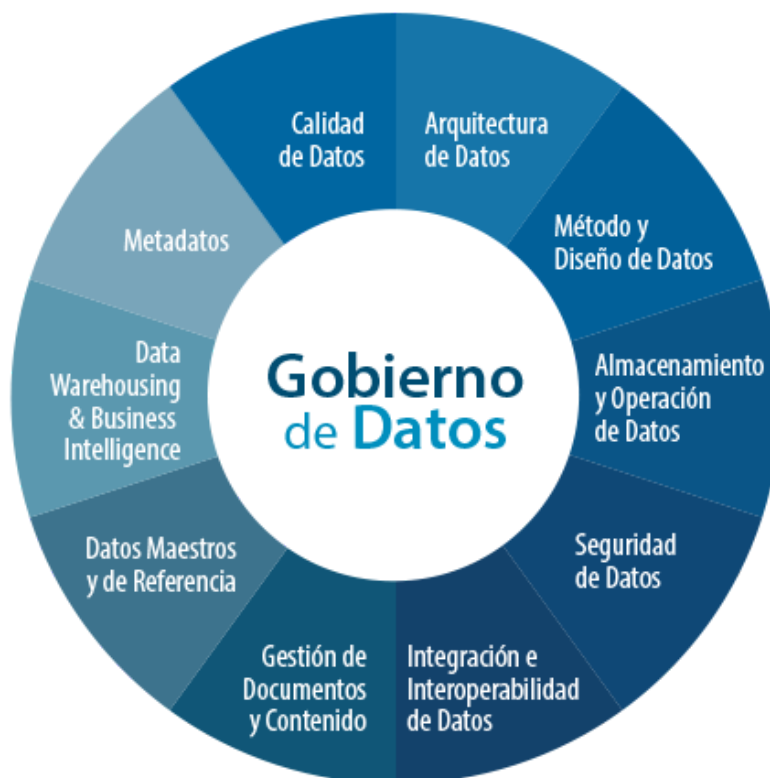 Calidad
de Datos
Arquitectura
de Datos
Método y
Diseño de Datos
Almacenamiento
y Operación
de Datos
Seguridad
de Datos
Integración e
Interoperabilidad
de Datos
Gestión de
Documentos
y Contenido
Datos Maestros
y de Referencia
Data
Warehousing
& Business
Intelligence
Metadatos
Gobierno
de Datos